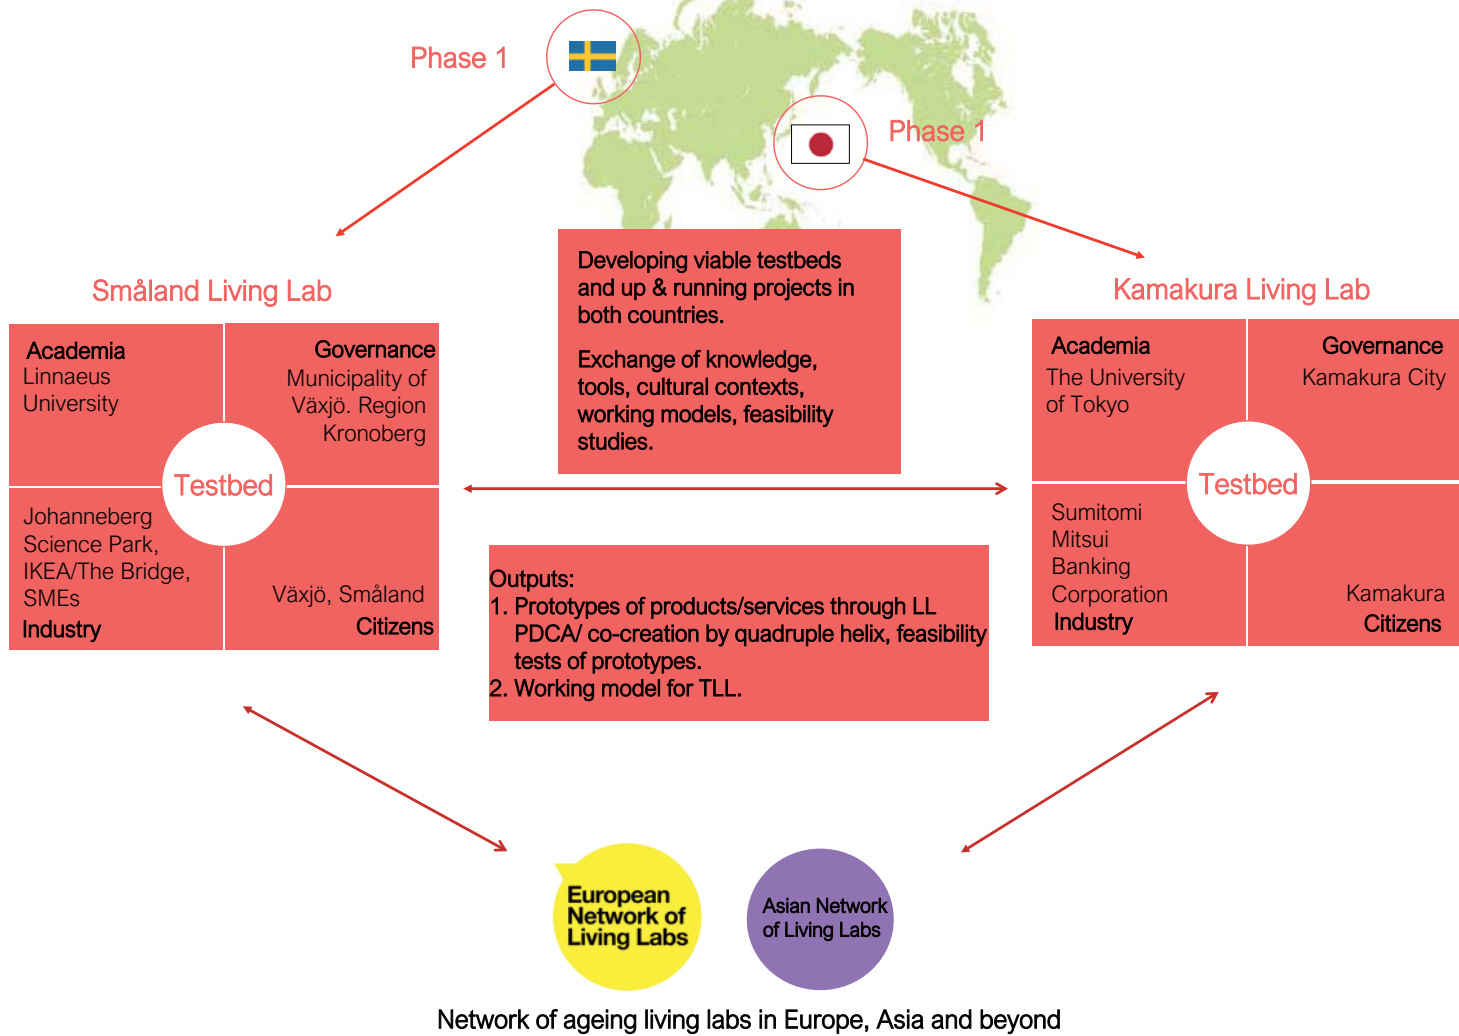 Phase 1
Phase 1
Developing viable testbeds
and up & running projects in
both countries.
Exchange of knowledge,
tools, cultural contexts,
working models, feasibility
studies.
Småland Living Lab
Academia
Linnaeus
University
Governance
Municipality of
Växjö. Region
Kronoberg
Testbed
Johanneberg
Science Park,
IKEA/The Bridge,
SMEs
Industry
Växjö, Småland
Citizens
Kamakura Living Lab
Academia
The University
of Tokyo
Governance
Kamakura City
Testbed
Sumitomi
Mitsui
Banking
Corporation
Industry
Kamakura
Citizens
Outputs:
1. Prototypes of products/services through LL
PDCA/ co-creation by quadruple helix, feasibility
tests of prototypes.
2. Working model for TLL.
European
Network of
Living Labs
Asian Network
of Living Labs
Network of ageing living labs in Europe, Asia and beyond